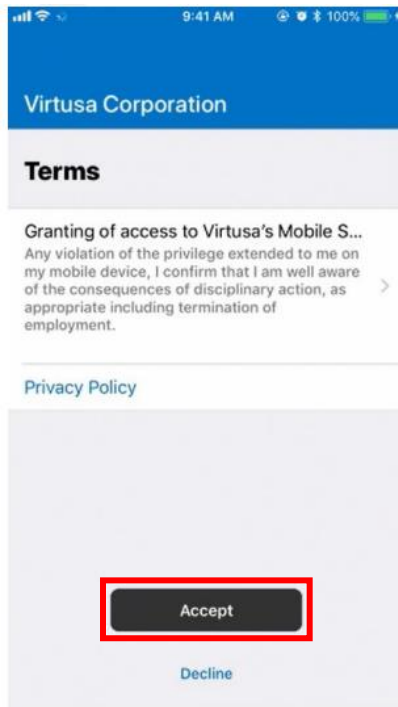 9:41 AM
100%
Virtusa Corporation
Terms
Granting of access to Virtusa's Mobile S...
Any violation of the privilege extended to me on
my mobile device, I confirm that I am well aware
of the consequences of disciplinary action, as
appropriate including termination of
employment.
Privacy Policy
Accept
Decline